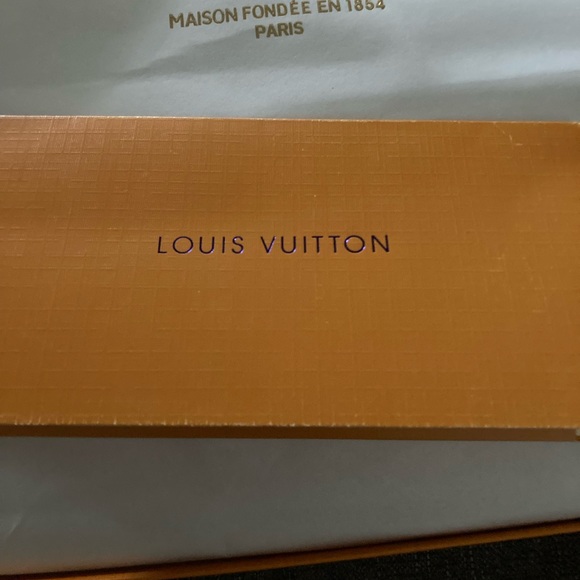 MAISON FONDÉE EN 1854
PARIS
LOUIS VUITTON